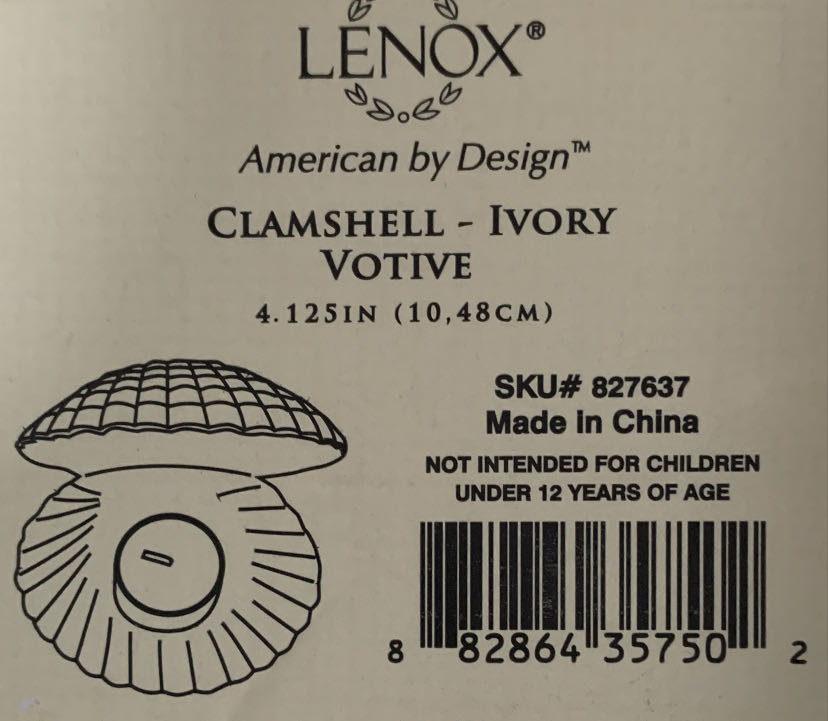 LENOX®
American by Design™
CLAMSHELL - IVORY
VOTIVE
4.125IN (10,48CM)
SKU# 827637
Made in China
NOT INTENDED FOR CHILDREN
UNDER 12 YEARS OF AGE
8 82864 35750 2